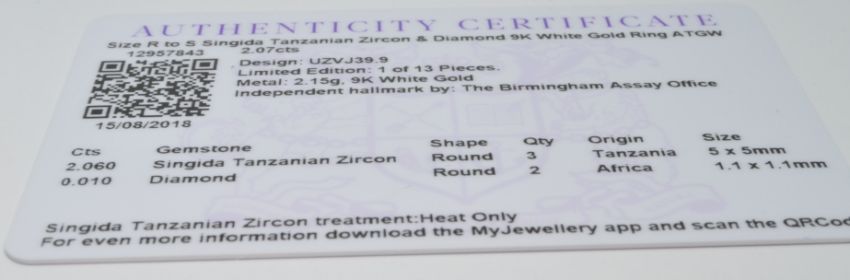 AUTHENTICITY CERTIFICATE
Size R to S Singida Tanzanian Zircon & Diamond 9K White Gold Ring ATGW
12957843 2.07cts
Design: UZVJ39.9
Limited Edition: 1 of 13 Pieces.
Metal: 2.15g, 9K White Gold
Independent hallmark by: The Birmingham Assay Office
15/08/2018
Cts Gemstone Shape Qty Origin Size
2.060 Singida Tanzanian Zircon Round 3 Tanzania 5 x 5mm
0.010 Diamond Round 2 Africa 1.1 x 1.1mm
Singida Tanzanian Zircon treatment:Heat Only
For even more information download the MyJewellery app and scan the QRCod